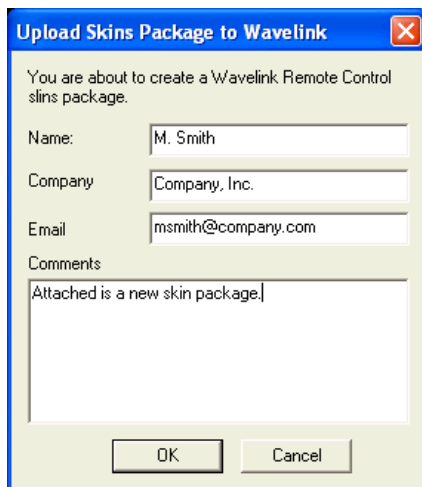 Upload Skins Package to Wavelink
You are about to create a Wavelink Remote Control
slins package.
Name: M. Smith
Company Company, Inc.
Email msmith@company.com
Comments
Attached is a new skin package.
OK Cancel